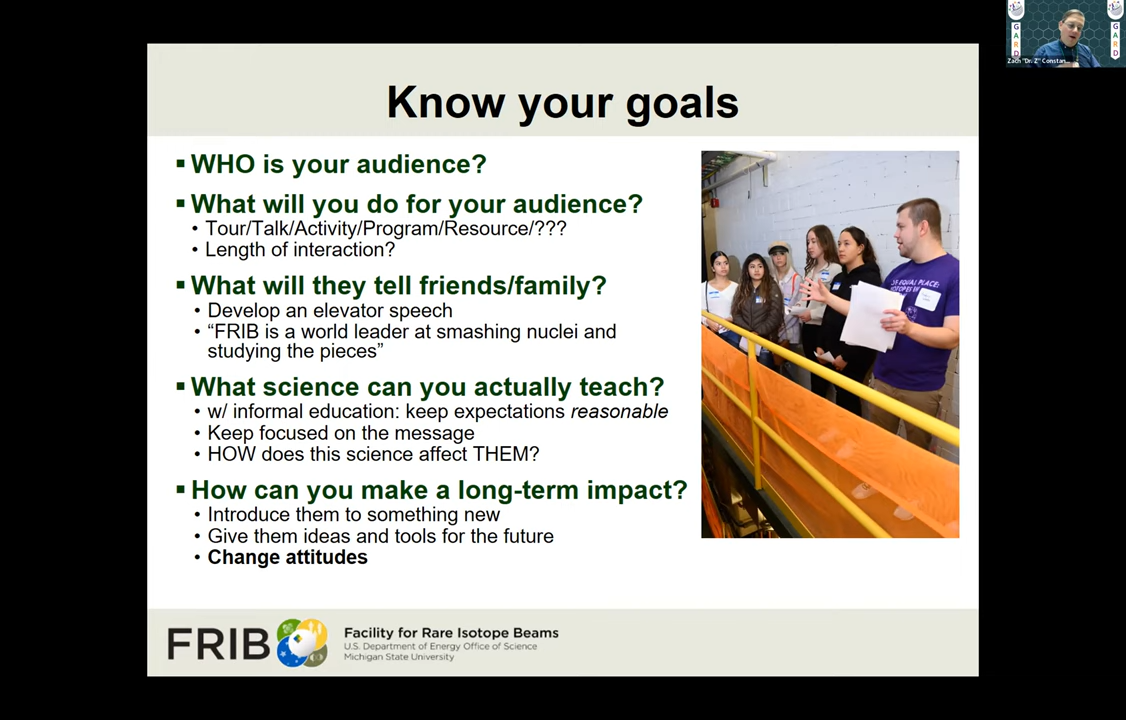 Know your goals
▪ WHO is your audience?
▪ What will you do for your audience?
• Tour/Talk/Activity/Program/Resource/???
• Length of interaction?
▪ What will they tell friends/family?
• Develop an elevator speech
• “FRIB is a world leader at smashing nuclei and
studying the pieces”
▪ What science can you actually teach?
• w/ informal education: keep expectations reasonable
• Keep focused on the message
• HOW does this science affect THEM?
▪ How can you make a long-term impact?
• Introduce them to something new
• Give them ideas and tools for the future
• Change attitudes
FRIB
Facility for Rare Isotope Beams
U.S. Department of Energy Office of Science
Michigan State University
GARD
GARD
Zach "Dr. Z" Constan...